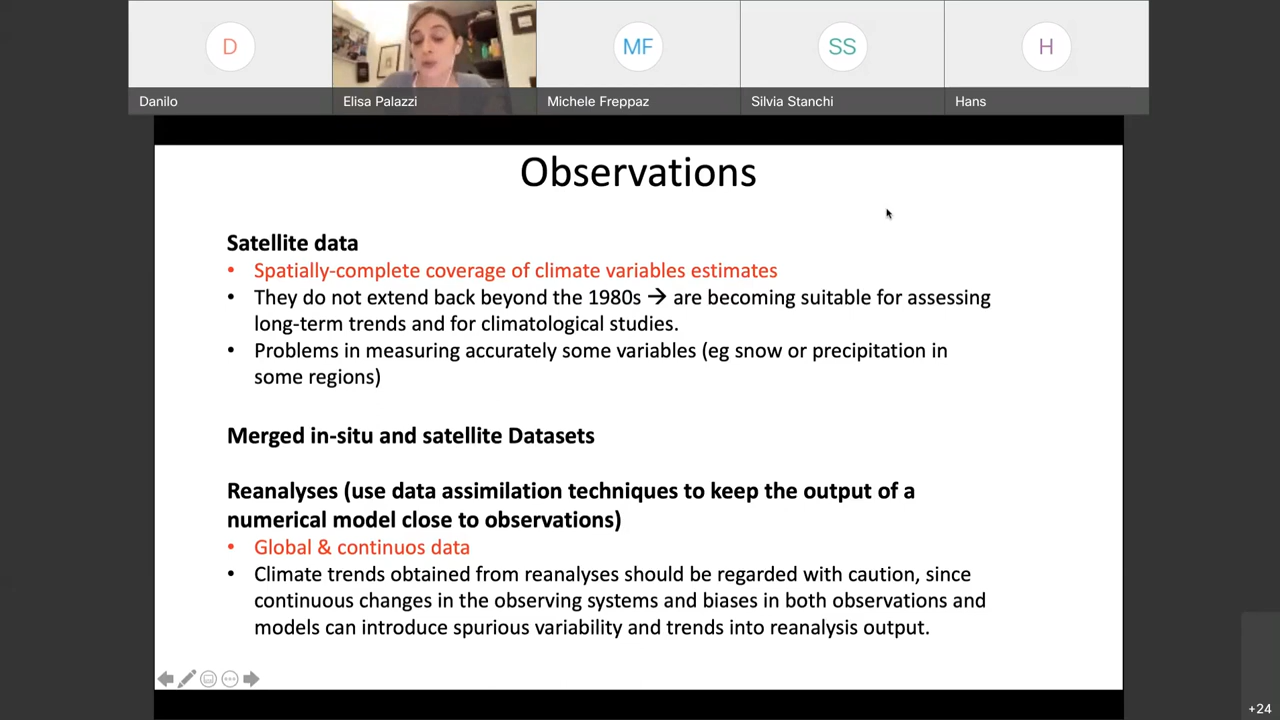 D
MF
SS
H
Danilo
Elisa Palazzi
Michele Freppaz
Silvia Stanchi
Hans
Observations
Satellite data
• Spatially-complete coverage of climate variables estimates
• They do not extend back beyond the 1980s → are becoming suitable for assessing
long-term trends and for climatological studies.
• Problems in measuring accurately some variables (eg snow or precipitation in
some regions)
Merged in-situ and satellite Datasets
Reanalyses (use data assimilation techniques to keep the output of a
numerical model close to observations)
• Global & continuos data
• Climate trends obtained from reanalyses should be regarded with caution, since
continuous changes in the observing systems and biases in both observations and
models can introduce spurious variability and trends into reanalysis output.
+24